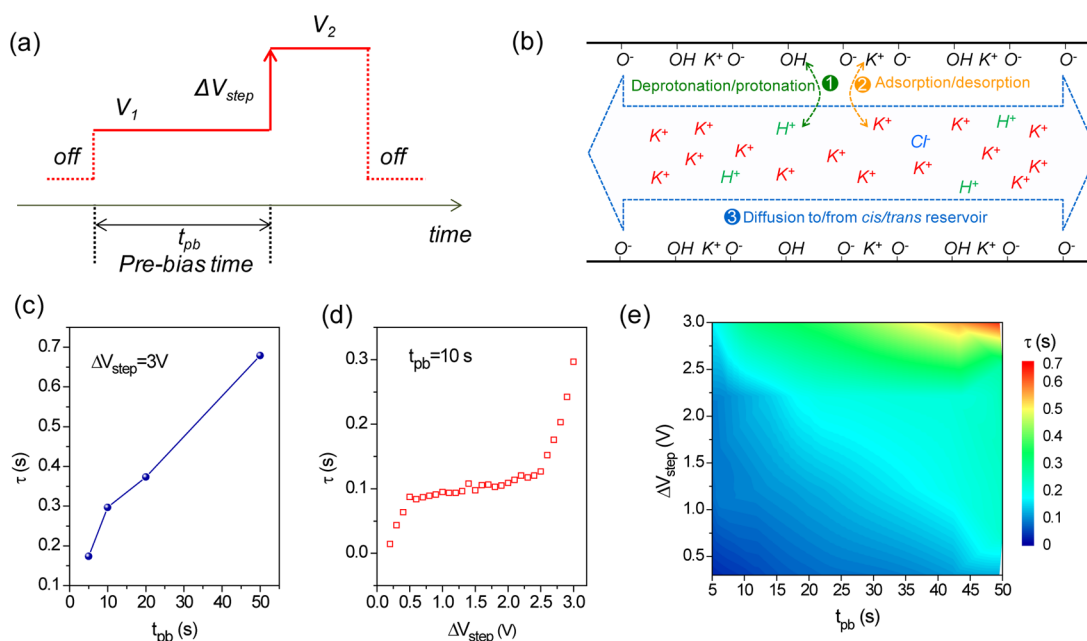 (a)
V2
ΔVstep
V1
off
off
tpb
time
Pre-bias time
(b)
O- OH K+ O- OH O- K+ O- OH K+ O- O-
Deprotonation/protonation 1 2 Adsorption/desorption
K+ K+ H+ K+ Cl- K+ H+ K+
K+ K+ K+ K+ K+ K+ K+
K+ H+ K+ H+ K+
3 Diffusion to/from cis/trans reservoir
O- OH K+ O- OH O- K+ O- OH K+ O- O-
(c)
ΔVstep=3V
τ (s)
0.7
0.6
0.5
0.4
0.3
0.2
0.1
0 10 20 30 40 50
tpb (s)
(d)
tpb=10 s
τ (s)
0.3
0.2
0.1
0.0
0.0 0.5 1.0 1.5 2.0 2.5 3.0
ΔVstep (V)
(e)
ΔVstep (V)
3.0
2.5
2.0
1.5
1.0
0.5
5 10 15 20 25 30 35 40 45 50
tpb (s)
τ (s)
0.7
0.6
0.5
0.4
0.3
0.2
0.1
0